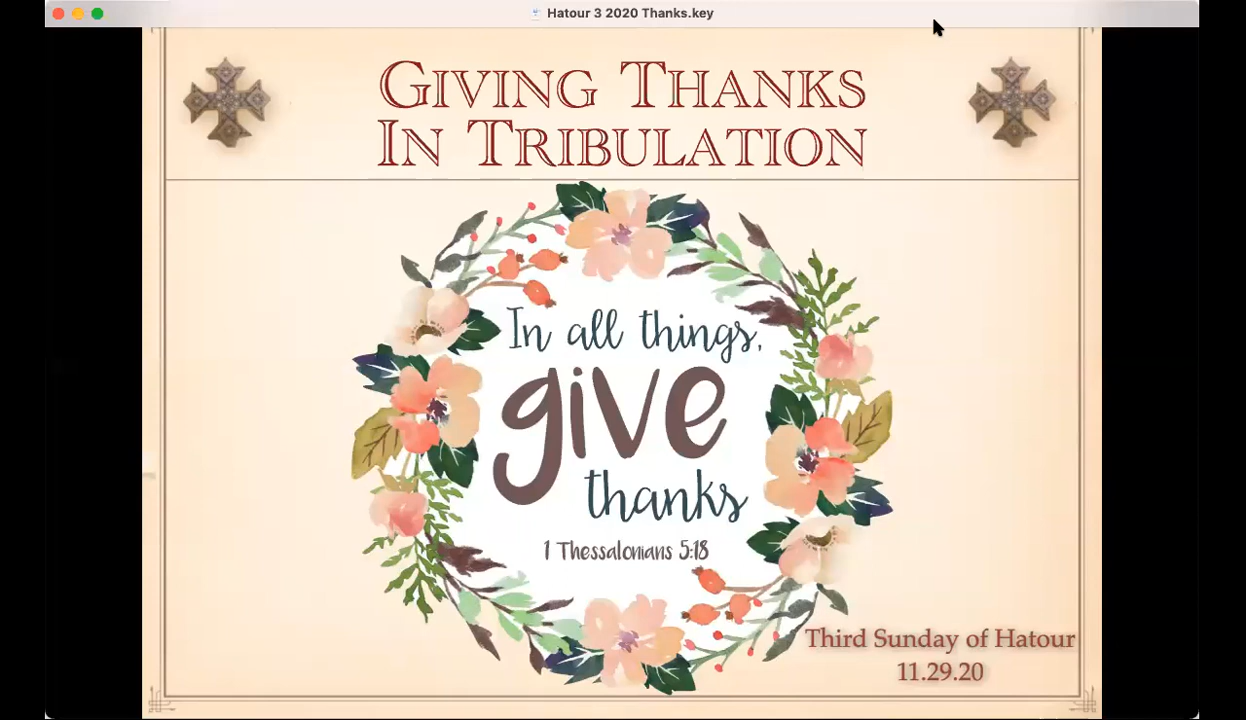 Hatour 3 2020 Thanks.key
Giving Thanks
In Tribulation
In all things,
give
thanks
1 Thessalonians 5:18
Third Sunday of Hatour
11.29.20